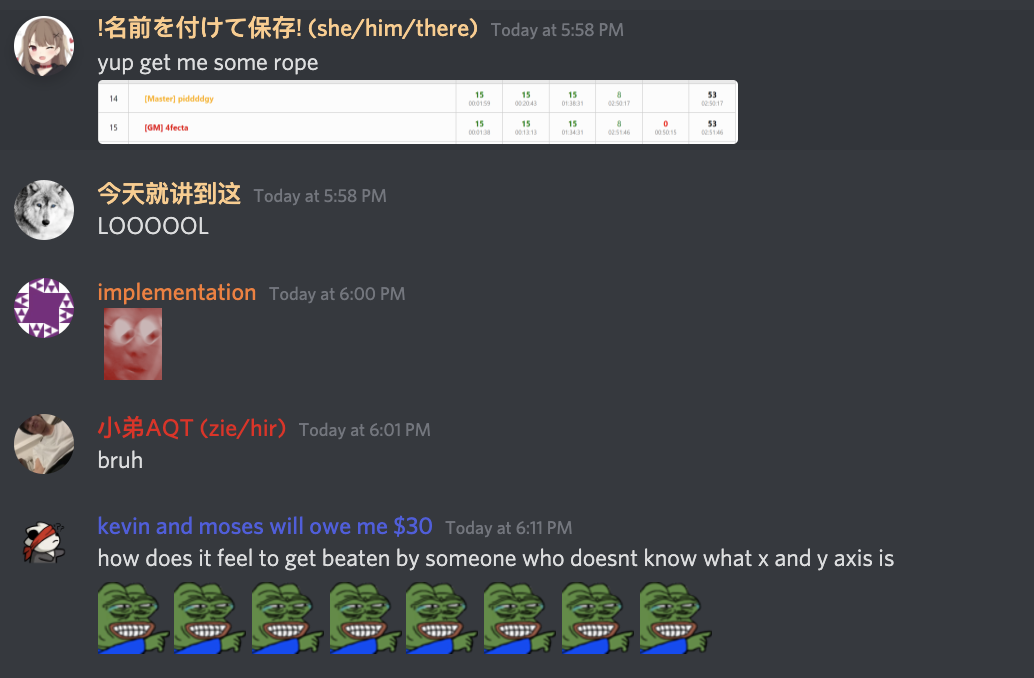 !名前を付けて保存! (she/him/there) Today at 5:58 PM
yup get me some rope
14 [Master] pidddgy 15 15 15 8 53
00:01:59 00:20:43 01:38:31 02:50:17 02:50:17
15 [GM] 4fecta 15 15 15 8 0 53
00:01:38 00:13:13 01:34:31 02:51:46 00:50:15 02:51:46
今天就讲到这 Today at 5:58 PM
LOOOOOL
implementation Today at 6:00 PM
小弟AQT (zie/hir) Today at 6:01 PM
bruh
kevin and moses will owe me $30 Today at 6:11 PM
how does it feel to get beaten by someone who doesnt know what x and y axis is